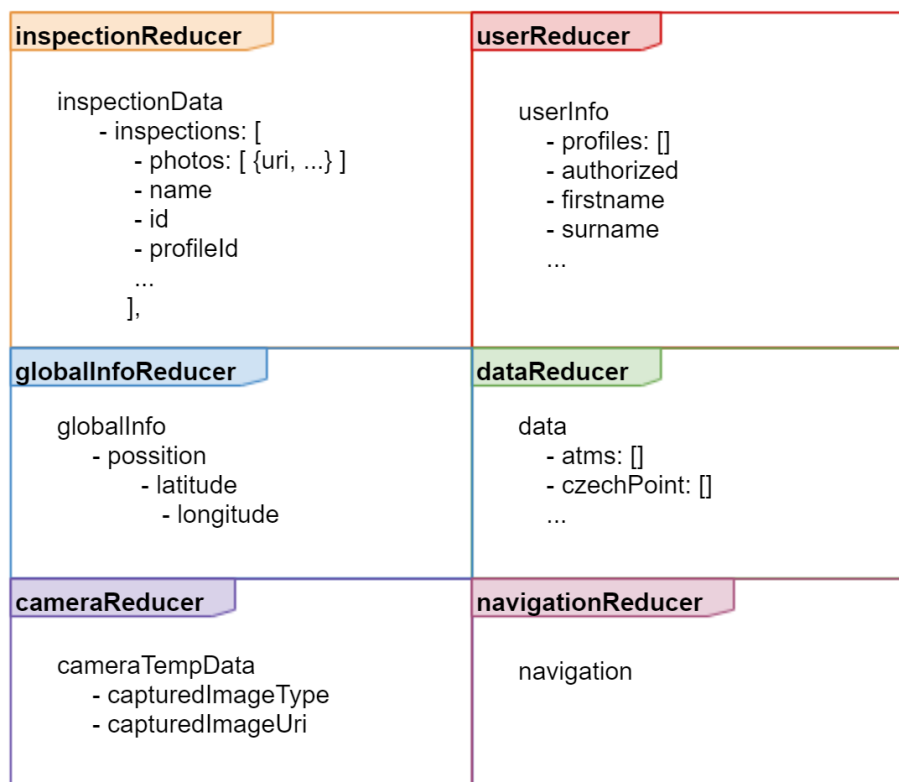 inspectionReducer
inspectionData
- inspections: [
- photos: [ {uri, ...} ]
- name
- id
- profileId
...
],
userReducer
userInfo
- profiles: []
- authorized
- firstname
- surname
...
globalInfoReducer
globalInfo
- possition
- latitude
- longitude
dataReducer
data
- atms: []
- czechPoint: []
...
cameraReducer
cameraTempData
- capturedImageType
- capturedImageUri
navigationReducer
navigation